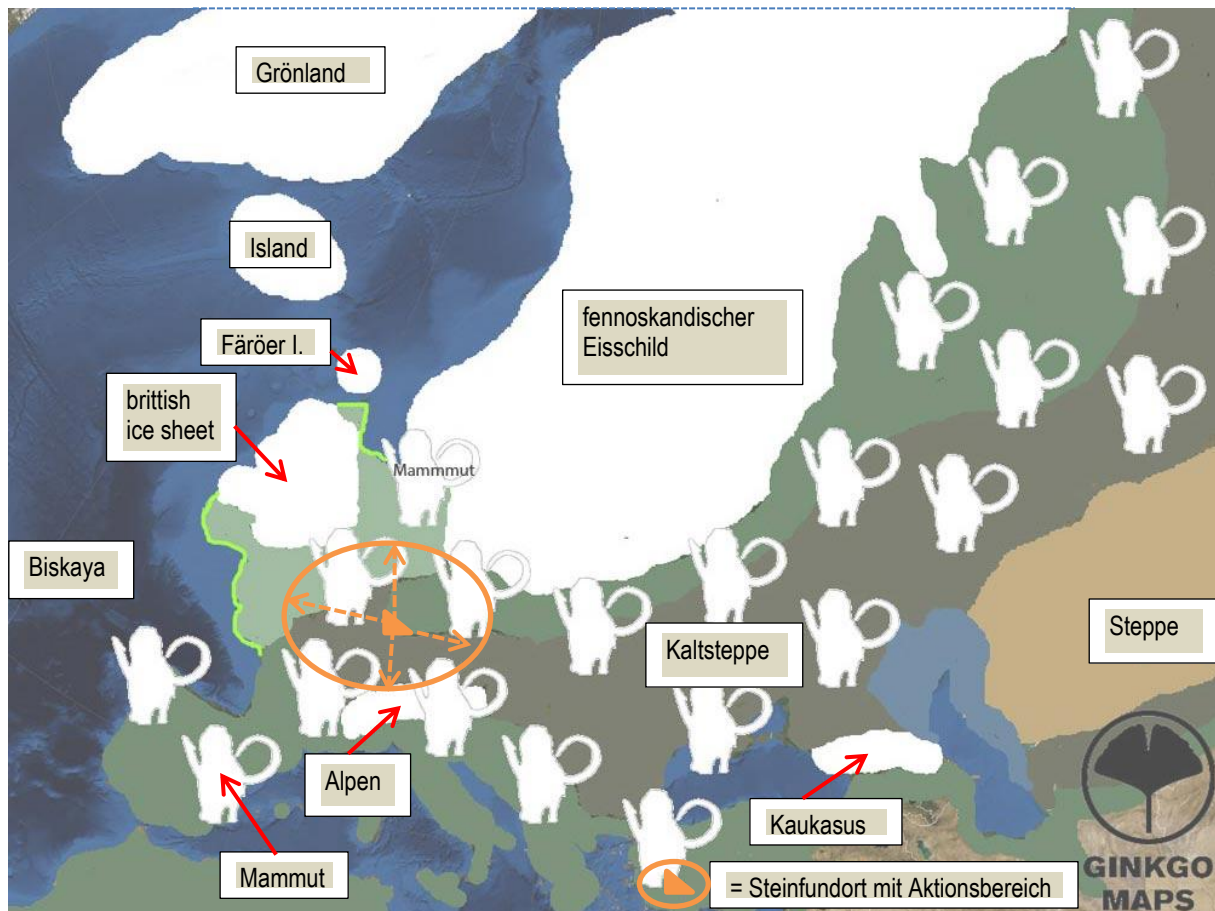 Grönland
Island
Färöer I.
fennoskandischer
Eisschild
brittish
ice sheet
Mammmut
Biskaya
Kaltsteppe
Steppe
Alpen
Kaukasus
Mammut
= Steinfundort mit Aktionsbereich
GINKGO
MAPS